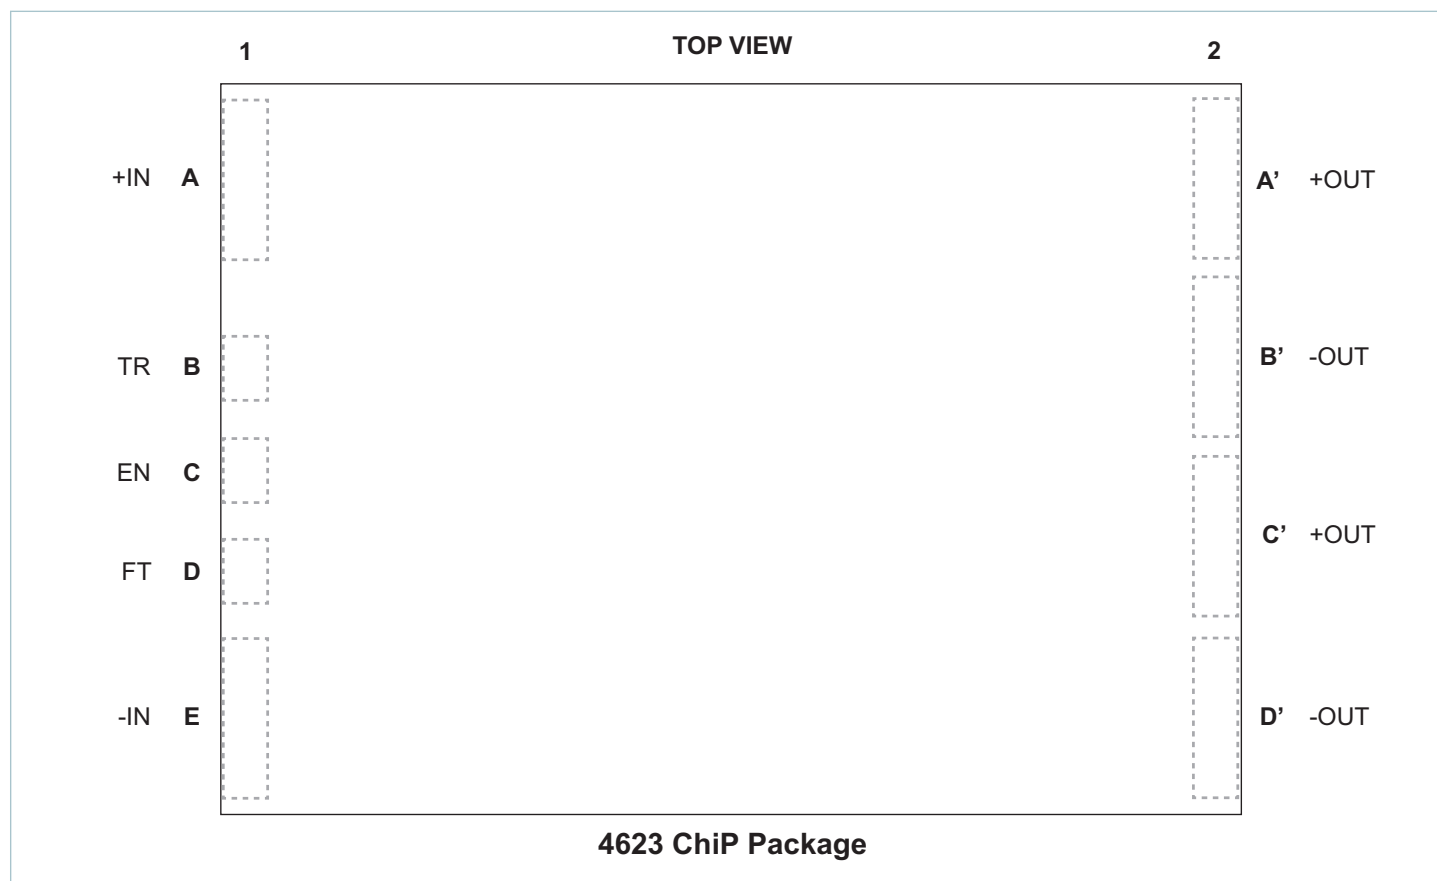 1 TOP VIEW 2
+IN A A’ +OUT
TR B B’ -OUT
EN C C’ +OUT
FT D
-IN E D’ -OUT
4623 ChiP Package